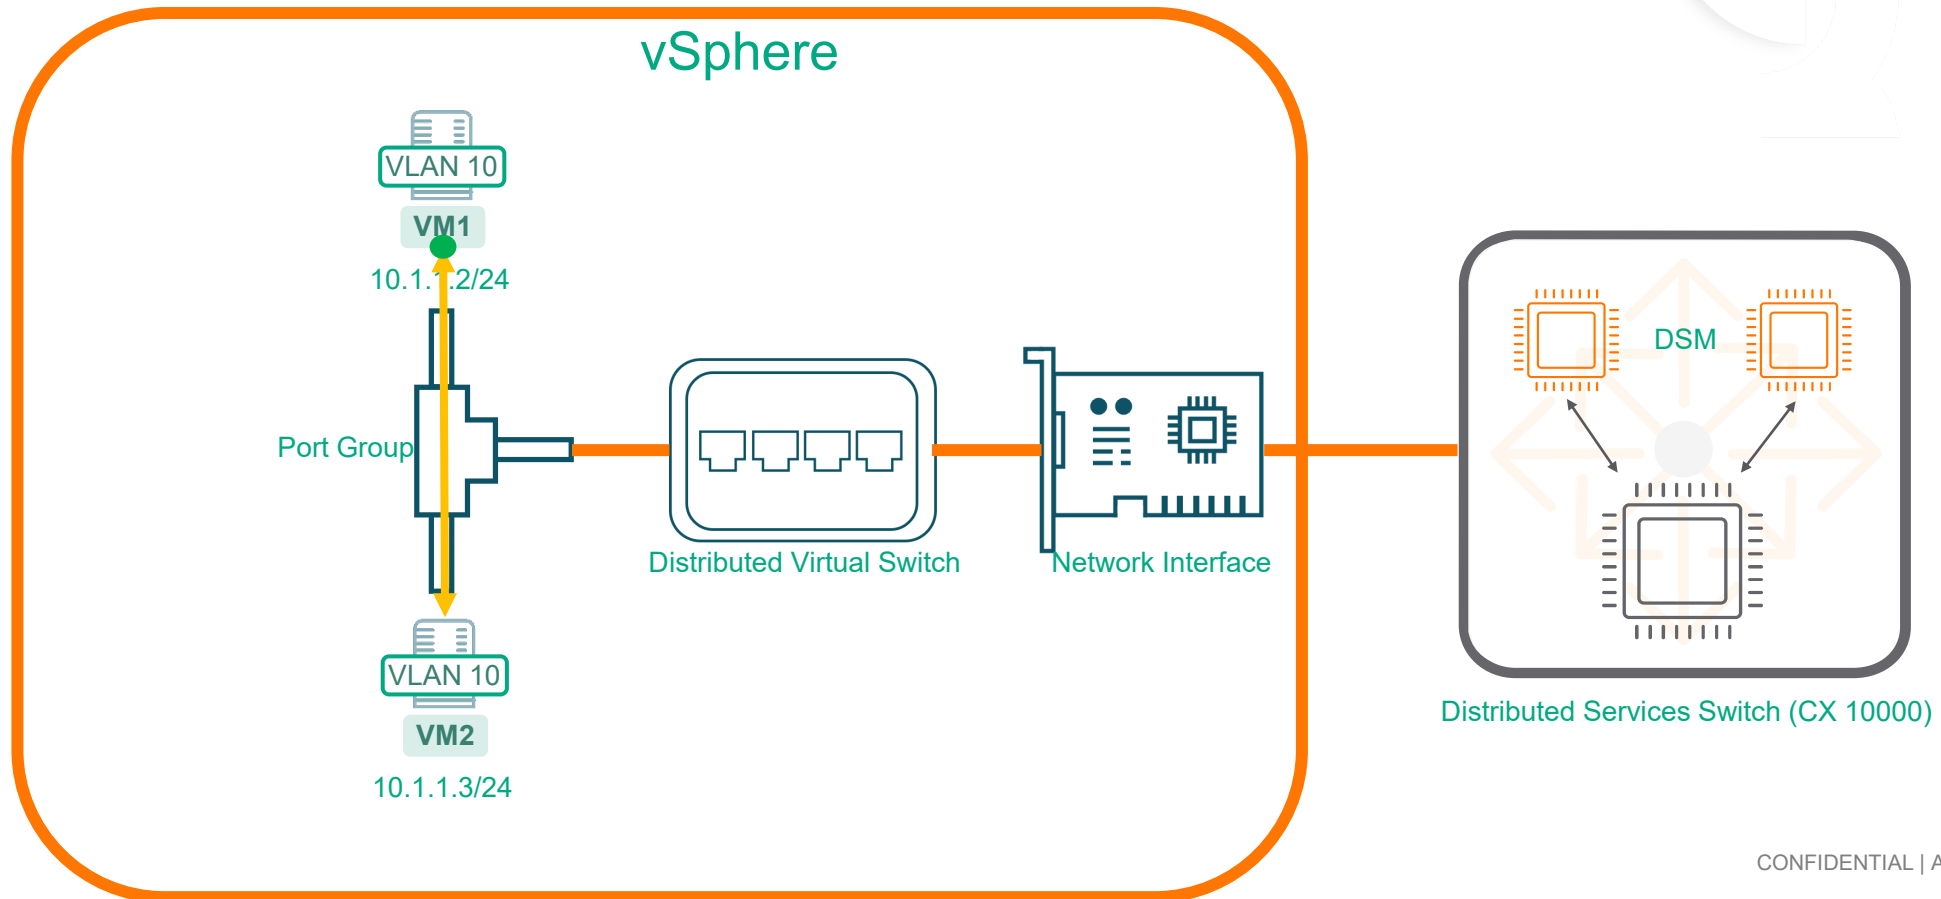 vSphere
VLAN 10
VM1
10.1.1.2/24
Port Group
DSM
Distributed Virtual Switch
Network Interface
VLAN 10
VM2
10.1.1.3/24
Distributed Services Switch (CX 10000)
CONFIDENTIAL | A